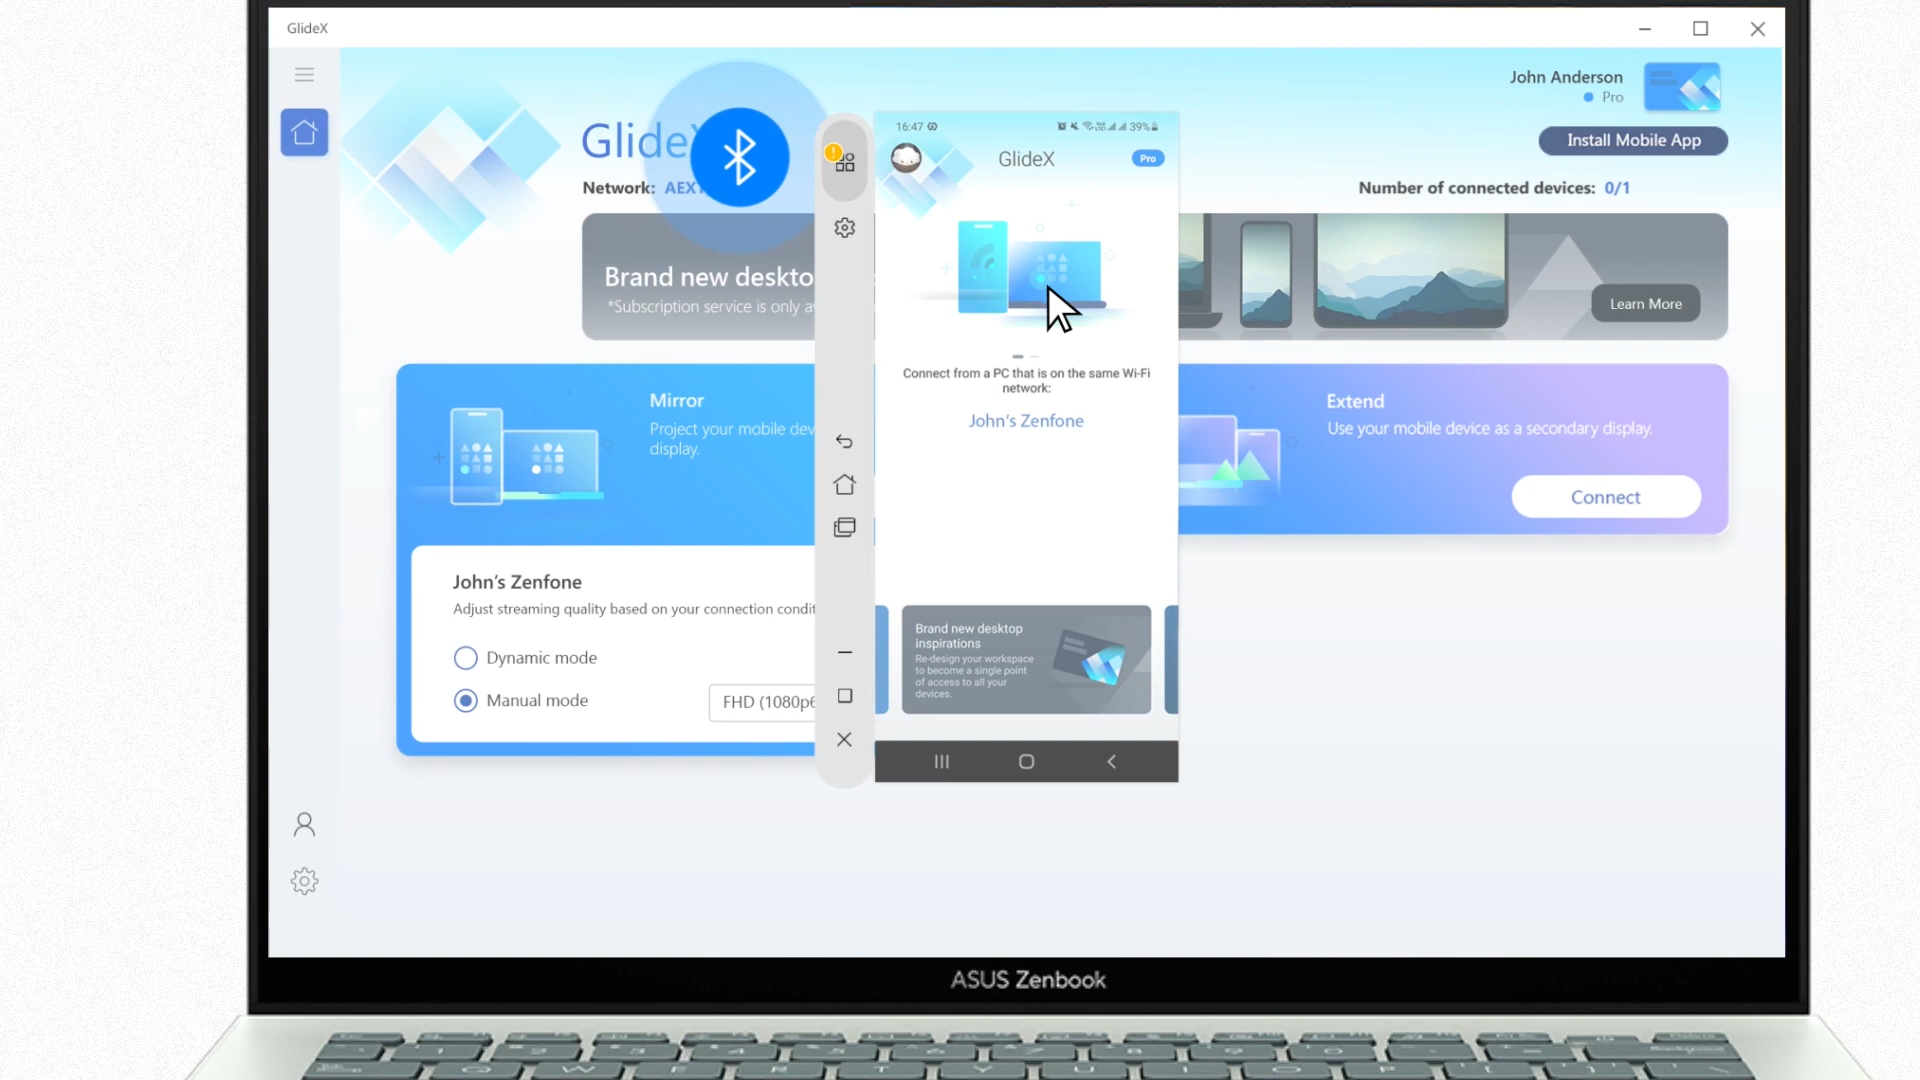 GlideX
John Anderson
Pro
Install Mobile App
Glide
Network: AEX
Number of connected devices: 0/1
Brand new deskto
*Subscription service is only av
Learn More
Mirror
Project your mobile dev
display.
Extend
Use your mobile device as a secondary display.
Connect
John's Zenfone
Adjust streaming quality based on your connection condit
Dynamic mode
Manual mode
FHD (1080p6
16:47
39%
GlideX
Pro
Connect from a PC that is on the same Wi-Fi
network:
John's Zenfone
Brand new desktop
inspirations
Re-design your workspace
to become a single point
of access to all your
devices.
ASUS Zenbook